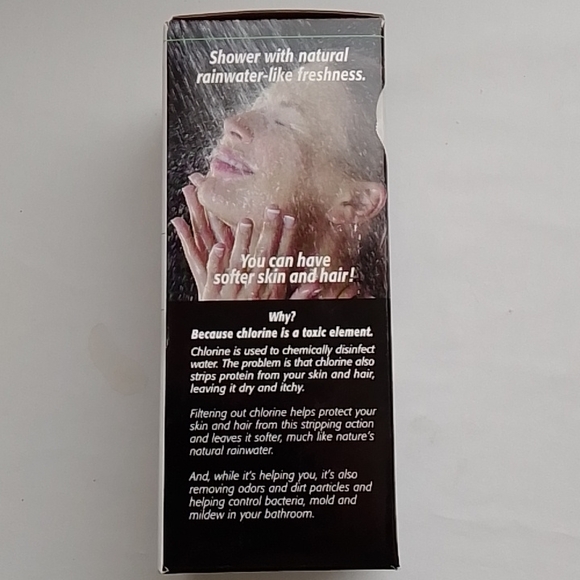 Shower with natural
rainwater-like freshness.
You can have
softer skin and hair!
Why?
Because chlorine is a toxic element.
Chlorine is used to chemically disinfect
water. The problem is that chlorine also
strips protein from your skin and hair,
leaving it dry and itchy.
Filtering out chlorine helps protect your
skin and hair from this stripping action
and leaves it softer, much like nature's
natural rainwater.
And, while it's helping you, it's also
removing odors and dirt particles and
helping control bacteria, mold and
mildew in your bathroom.